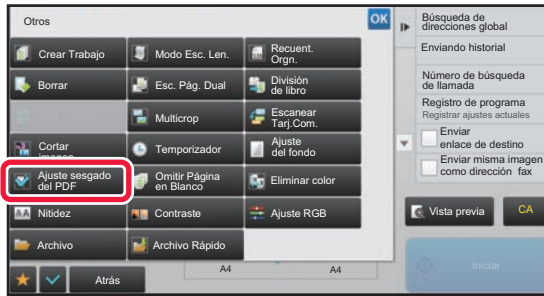 Otros
OK
Crear Trabajo
Modo Esc. Len.
Recuent.
Orgn.
Borrar
Esc. Pág. Dual
División
de libro
Multicrop
Escanear
Tarj.Com.
Cortar
imagen
Temporizador
Ajuste
del fondo
Ajuste sesgado
del PDF
Omitir Página
en Blanco
Eliminar color
AA Nitidez
Contraste
Ajuste RGB
Archivo
Archivo Rápido
Atrás
A4
A4
Búsqueda de
direcciones global
Enviando historial
Número de búsqueda
de llamada
Registro de programa
Registrar ajustes actuales
Enviar
enlace de destino
Enviar misma imagen
como dirección fax
Vista previa
CA
Iniciar